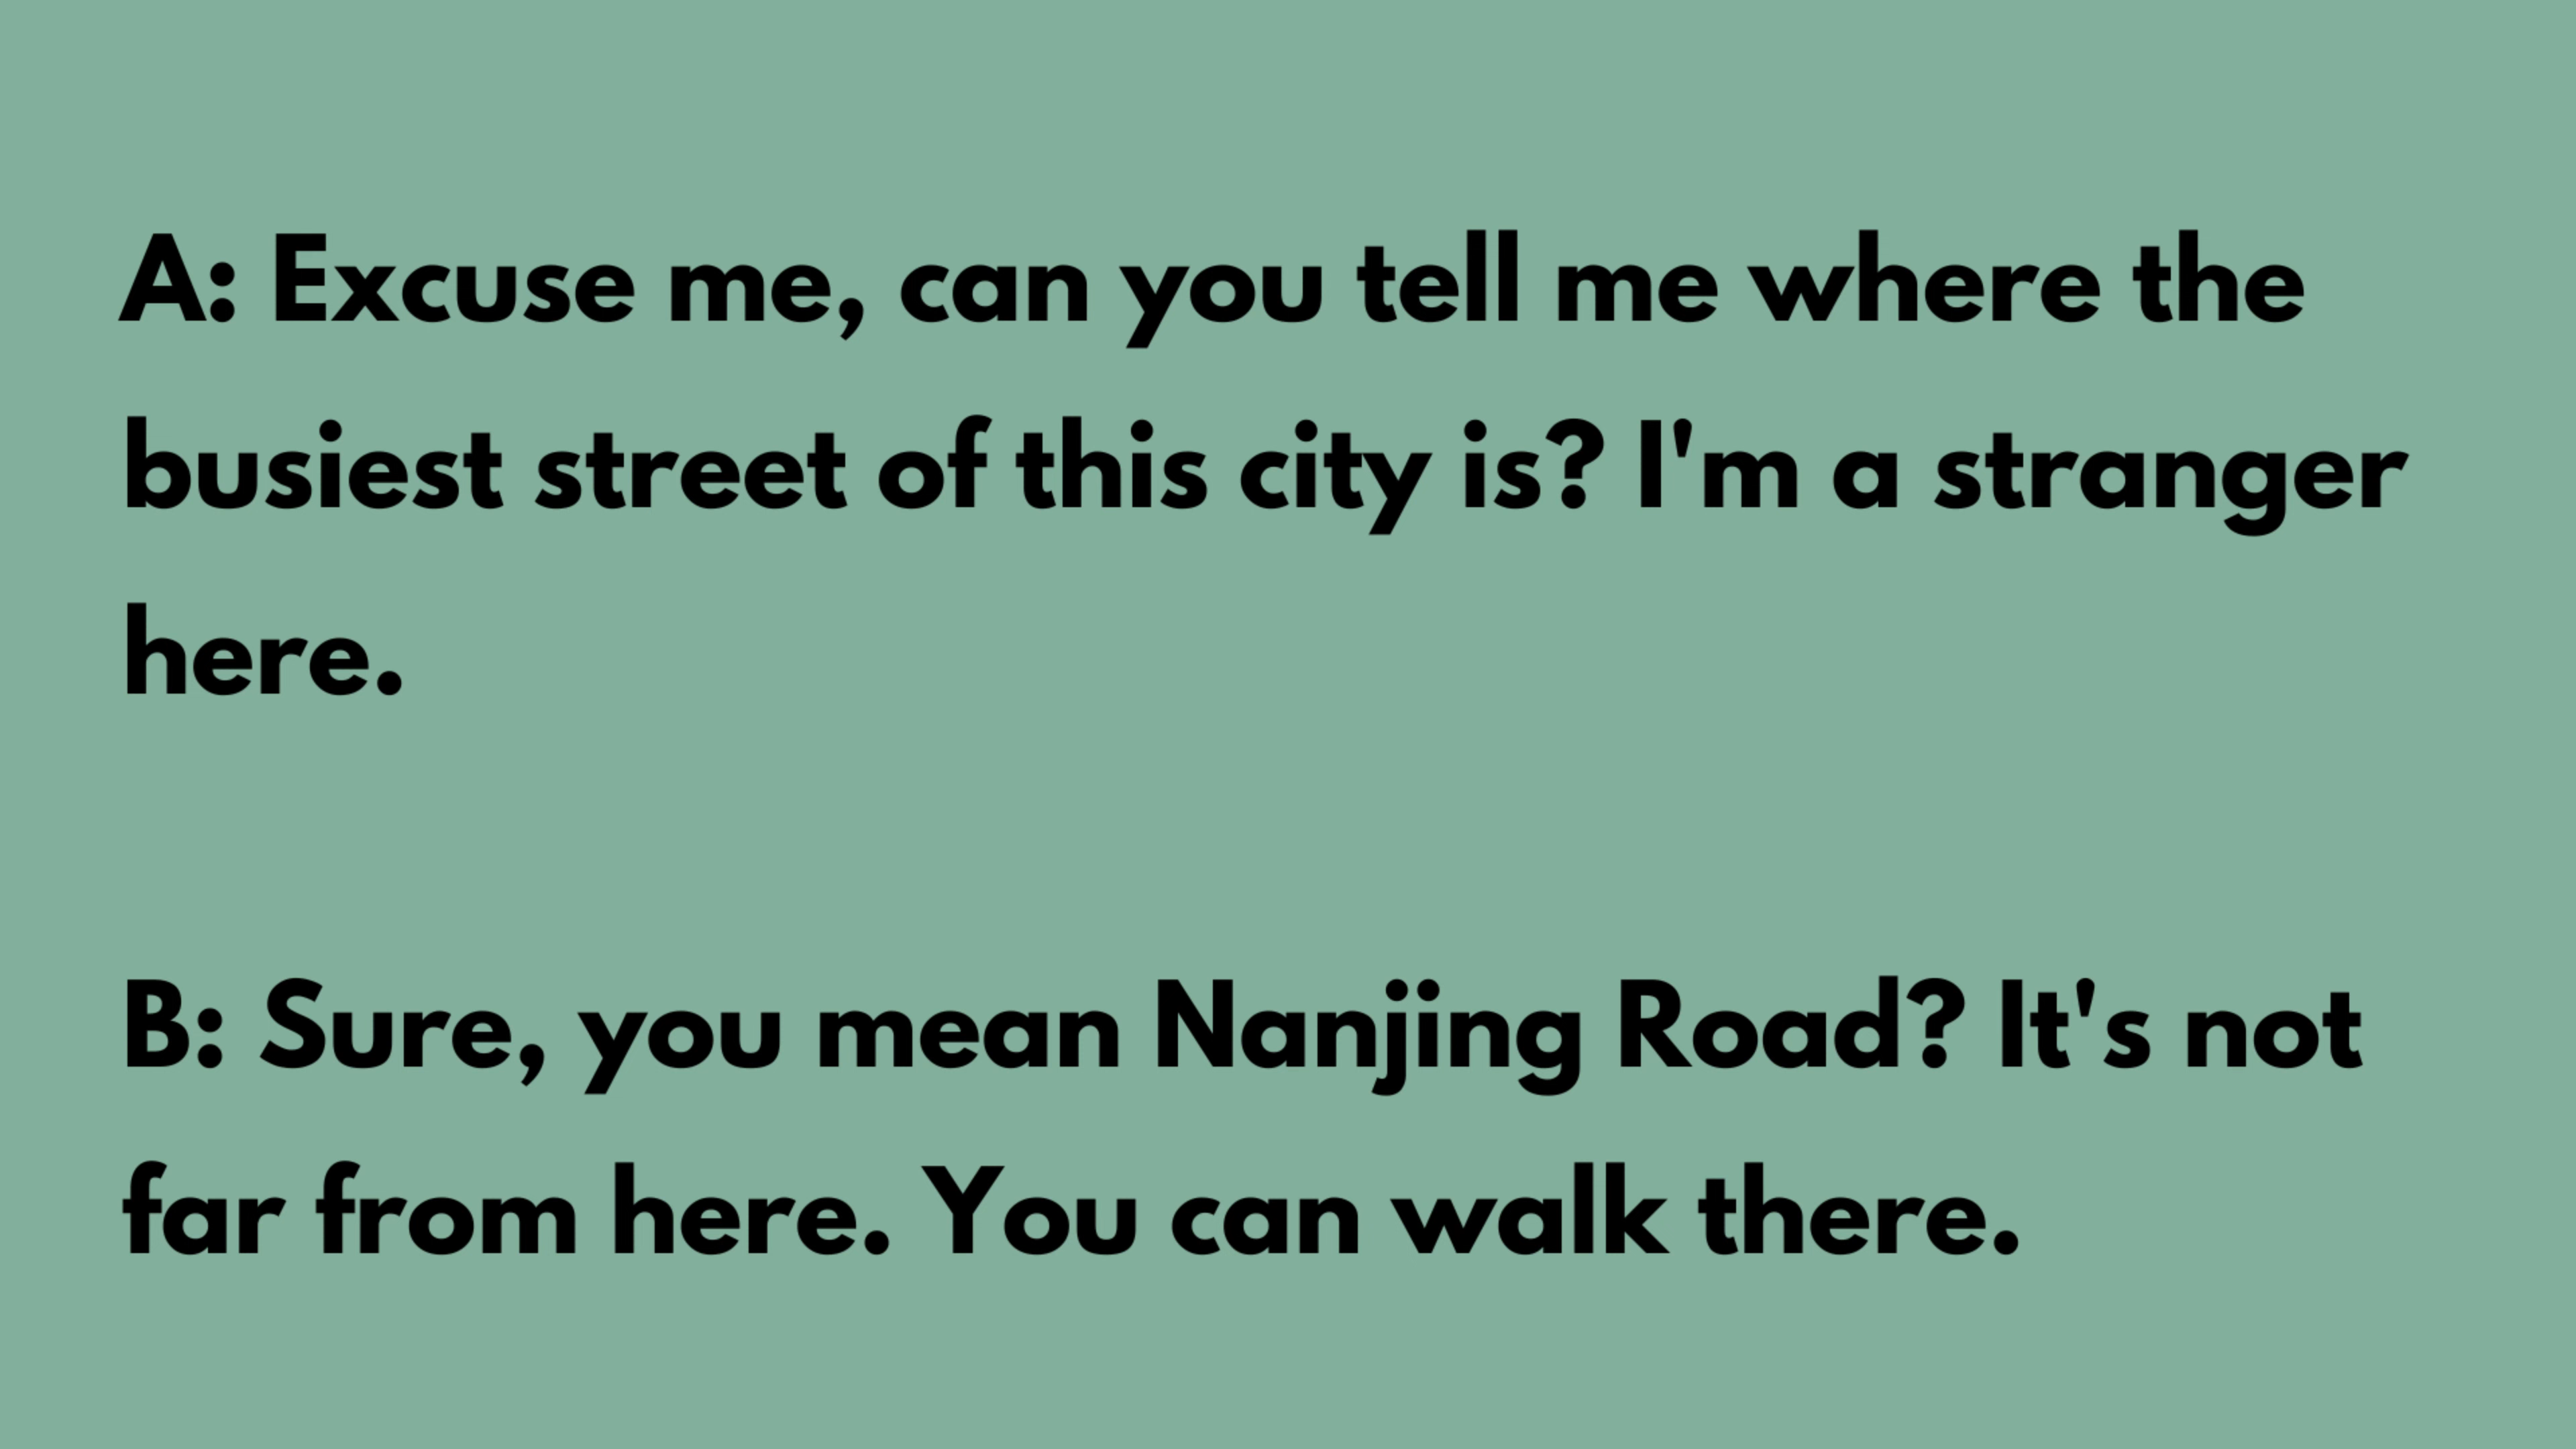 A: Excuse me, can you tell me where the
busiest street of this city is? I'm a stranger
here.
B: Sure, you mean Nanjing Road? It's not
far from here. You can walk there.